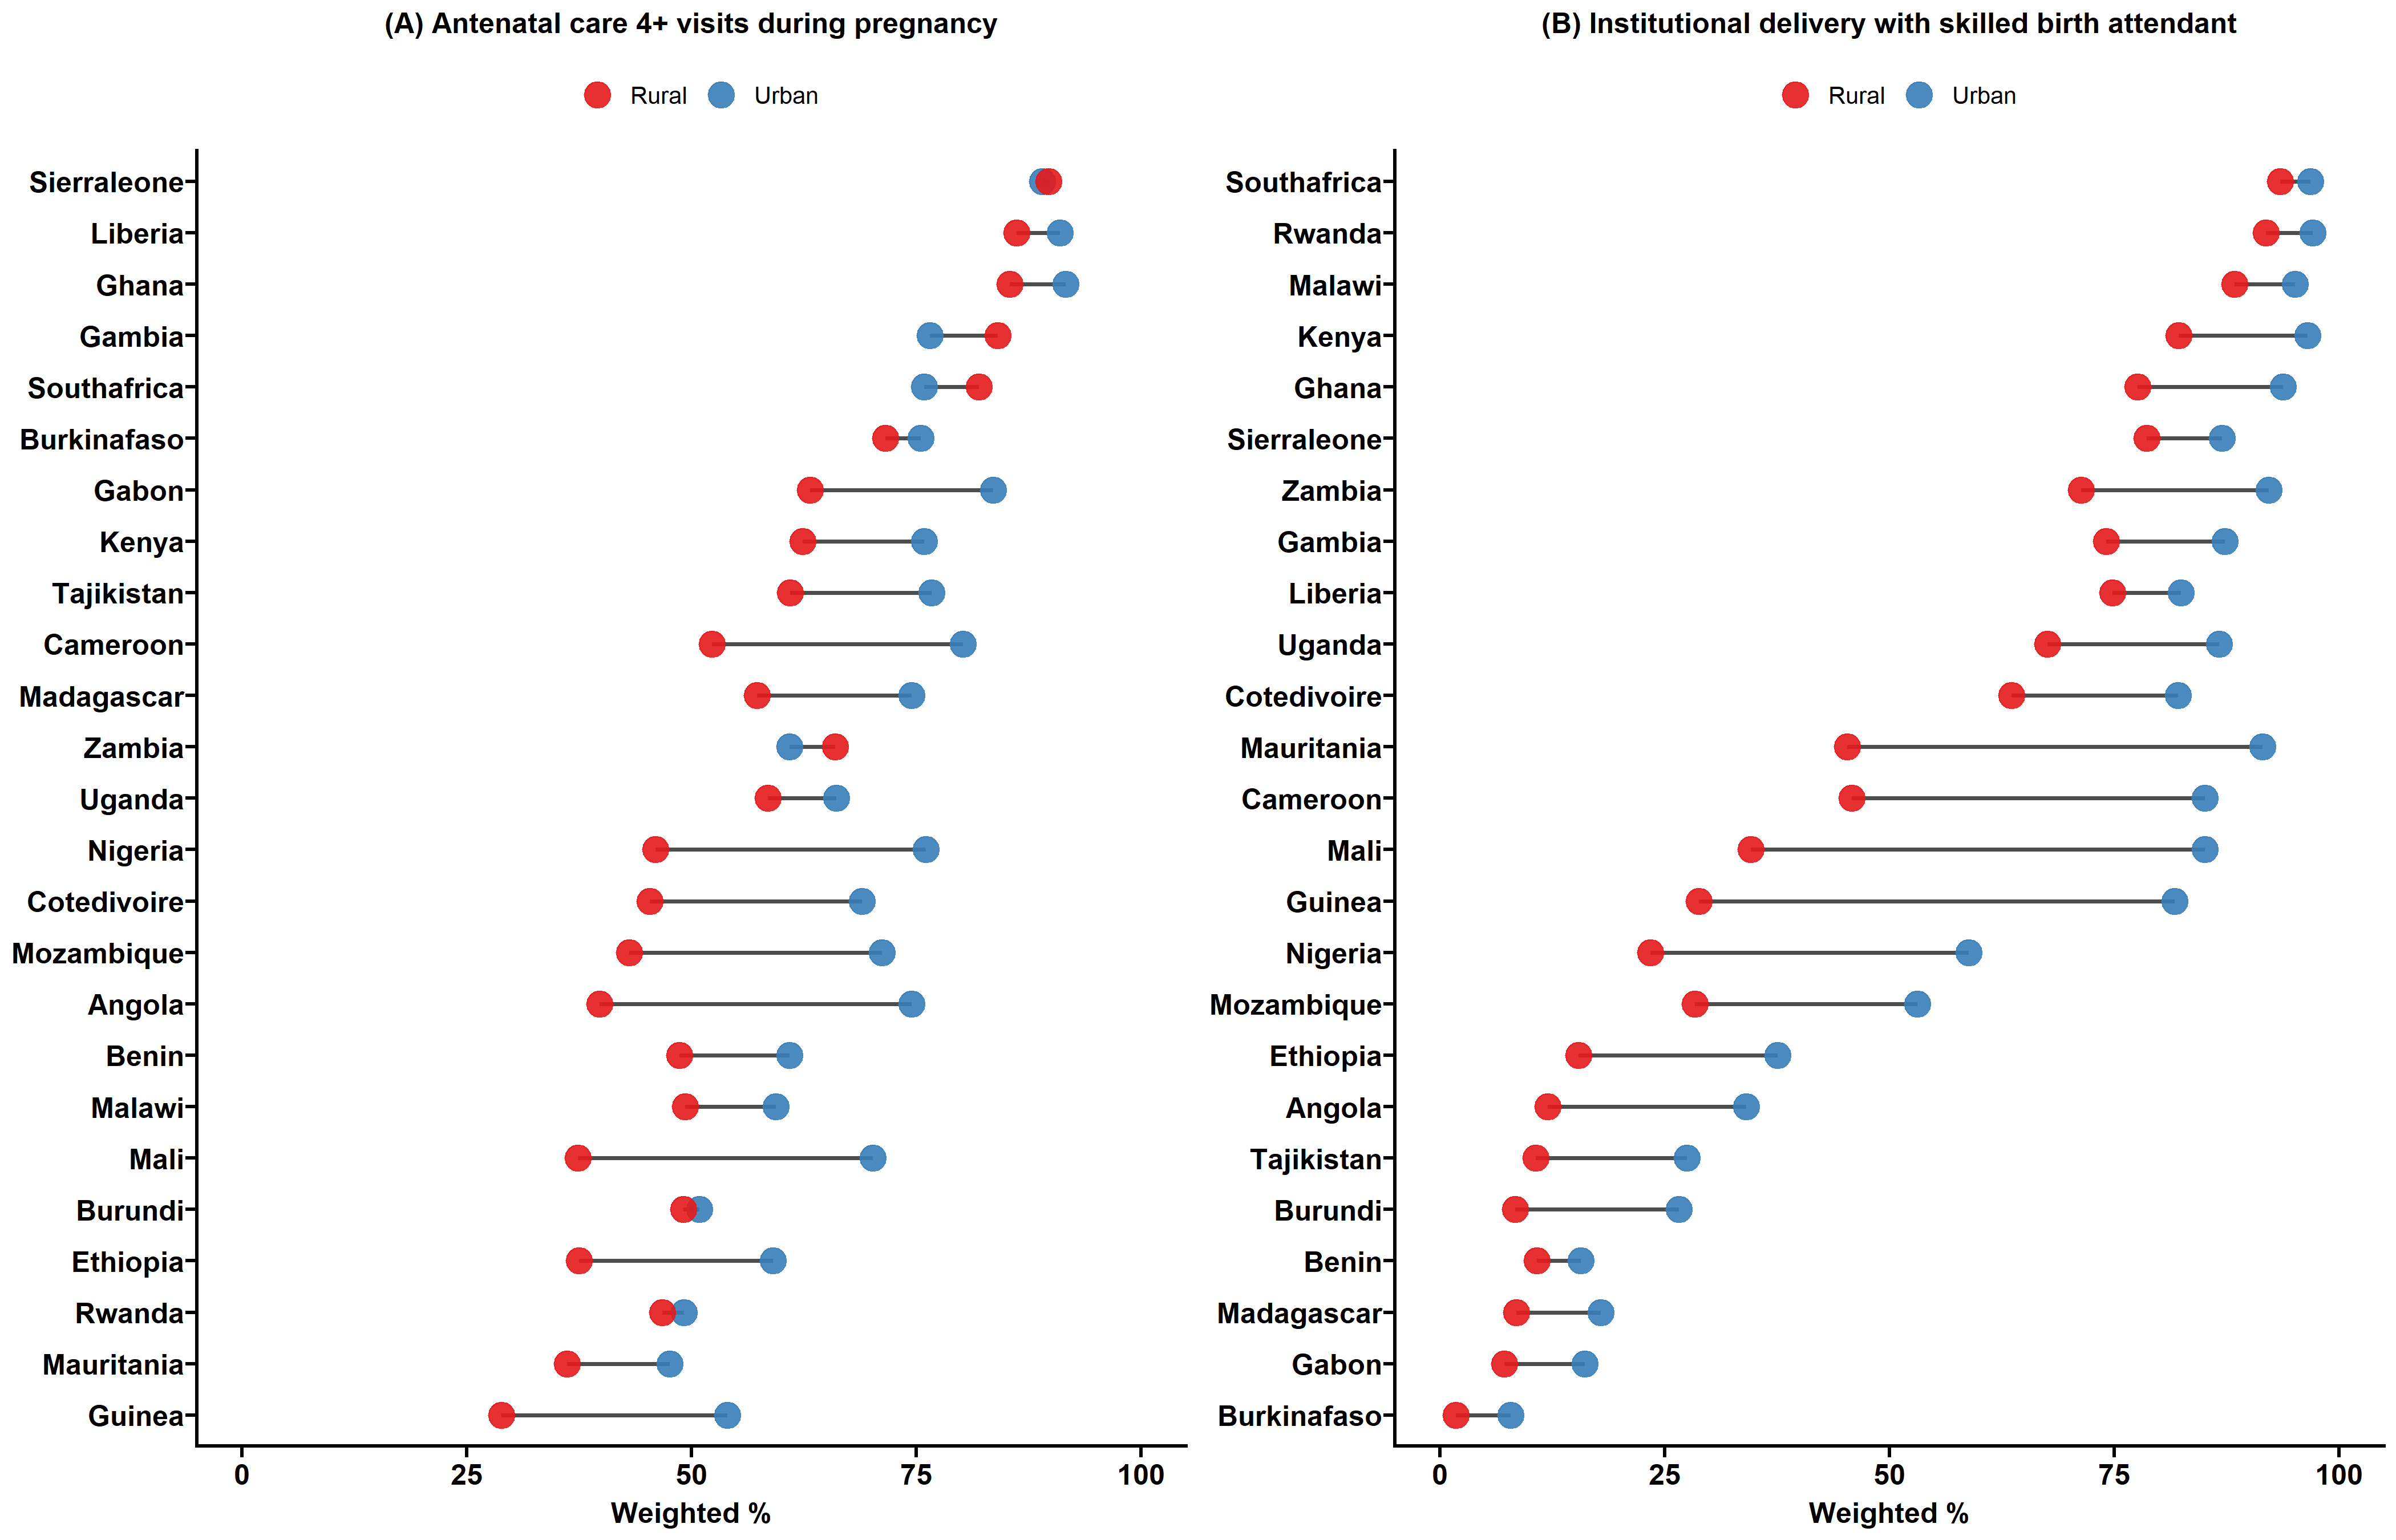 (A) Antenatal care 4+ visits during pregnancy
Rural Urban
Sierraleone
Liberia
Ghana
Gambia
Southafrica
Burkinafaso
Gabon
Kenya
Tajikistan
Cameroon
Madagascar
Zambia
Uganda
Nigeria
Cotedivoire
Mozambique
Angola
Benin
Malawi
Mali
Burundi
Ethiopia
Rwanda
Mauritania
Guinea
0 25 50 75 100
Weighted %
(B) Institutional delivery with skilled birth attendant
Rural Urban
Southafrica
Rwanda
Malawi
Kenya
Ghana
Sierraleone
Zambia
Gambia
Liberia
Uganda
Cotedivoire
Mauritania
Cameroon
Mali
Guinea
Nigeria
Mozambique
Ethiopia
Angola
Tajikistan
Burundi
Benin
Madagascar
Gabon
Burkinafaso
0 25 50 75 100
Weighted %